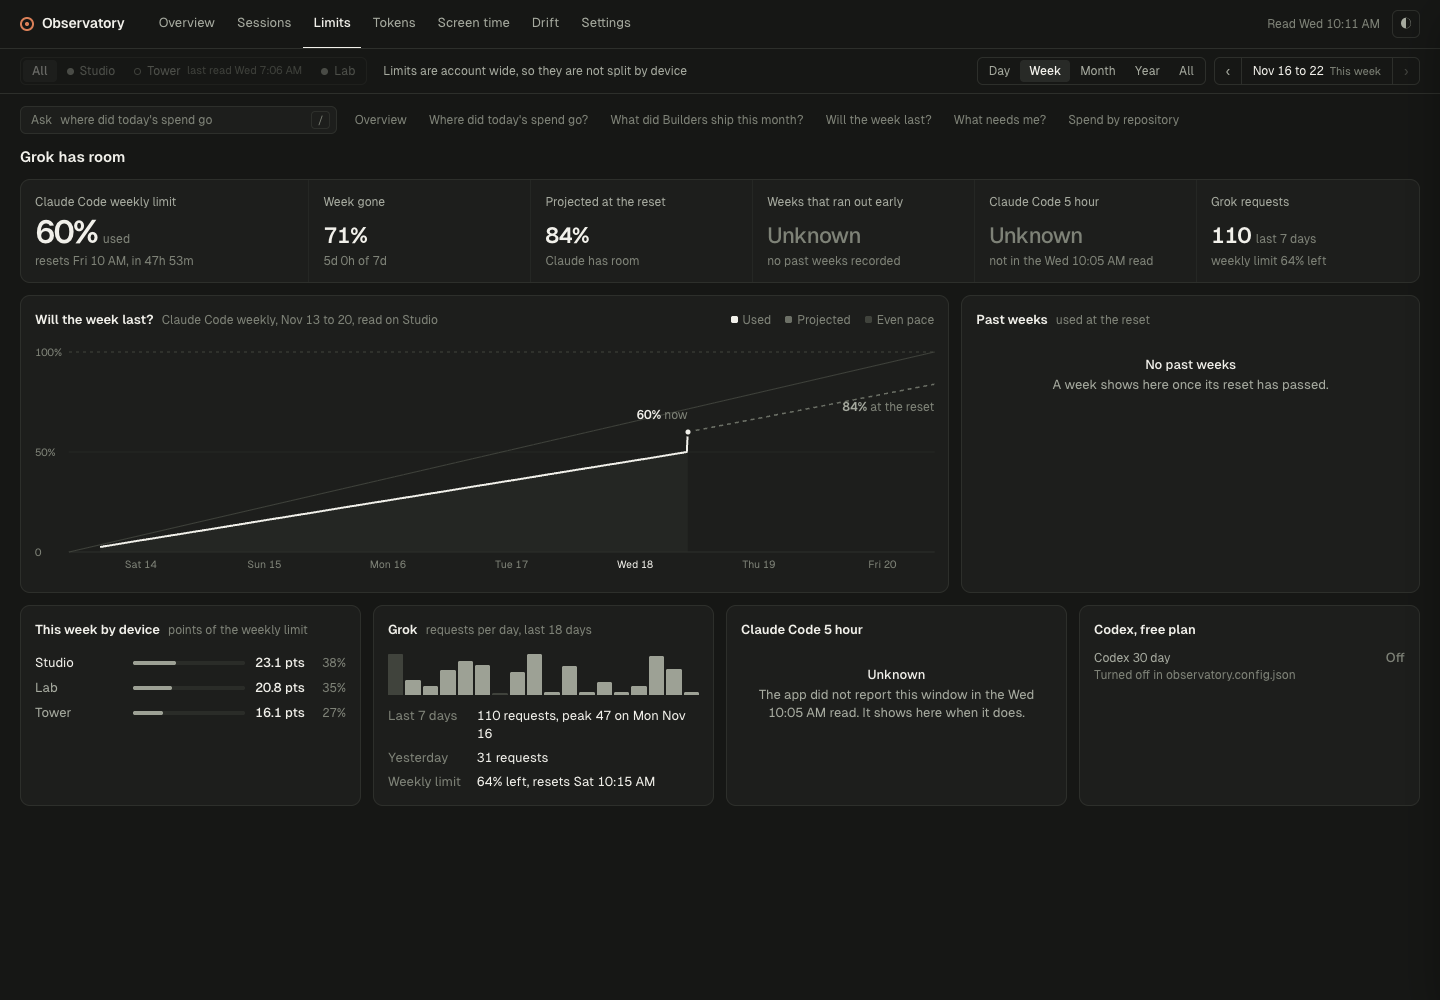 Observatory
Overview Sessions Limits Tokens Screen time Drift Settings
Read Wed 10:11 AM
All Studio Tower last read Wed 7:06 AM Lab
Limits are account wide, so they are not split by device
Day Week Month Year All
‹ Nov 16 to 22 This week ›
Ask where did today's spend go /
Overview Where did today's spend go? What did Builders ship this month? Will the week last? What needs me? Spend by repository
Grok has room
Claude Code weekly limit
60% used
resets Fri 10 AM, in 47h 53m
Week gone
71%
5d 0h of 7d
Projected at the reset
84%
Claude has room
Weeks that ran out early
Unknown
no past weeks recorded
Claude Code 5 hour
Unknown
not in the Wed 10:05 AM read
Grok requests
110 last 7 days
weekly limit 64% left
Will the week last? Claude Code weekly, Nov 13 to 20, read on Studio
Used Projected Even pace
100%
60% now
84% at the reset
50%
0
Sat 14 Sun 15 Mon 16 Tue 17 Wed 18 Thu 19 Fri 20
Past weeks used at the reset
No past weeks
A week shows here once its reset has passed.
This week by device points of the weekly limit
Studio 23.1 pts 38%
Lab 20.8 pts 35%
Tower 16.1 pts 27%
Grok requests per day, last 18 days
Last 7 days 110 requests, peak 47 on Mon Nov
16
Yesterday 31 requests
Weekly limit 64% left, resets Sat 10:15 AM
Claude Code 5 hour
Unknown
The app did not report this window in the Wed
10:05 AM read. It shows here when it does.
Codex, free plan
Codex 30 day Off
Turned off in observatory.config.json